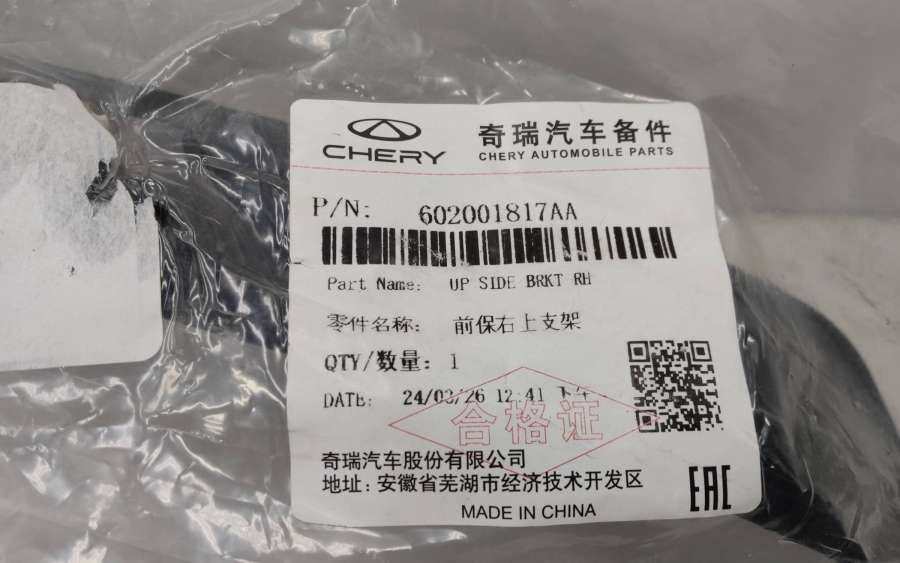 CHERY
奇瑞汽车备件
CHERY AUTOMOBILE PARTS
P/N: 602001817AA
Part Name: UP SIDE BRKT RH
零件名称: 前保右上支架
QTY/数量: 1
DATE: 24/03/26 12:41 下午
合格证
奇瑞汽车股份有限公司
地址: 安徽省芜湖市经济技术开发区
EAC
MADE IN CHINA